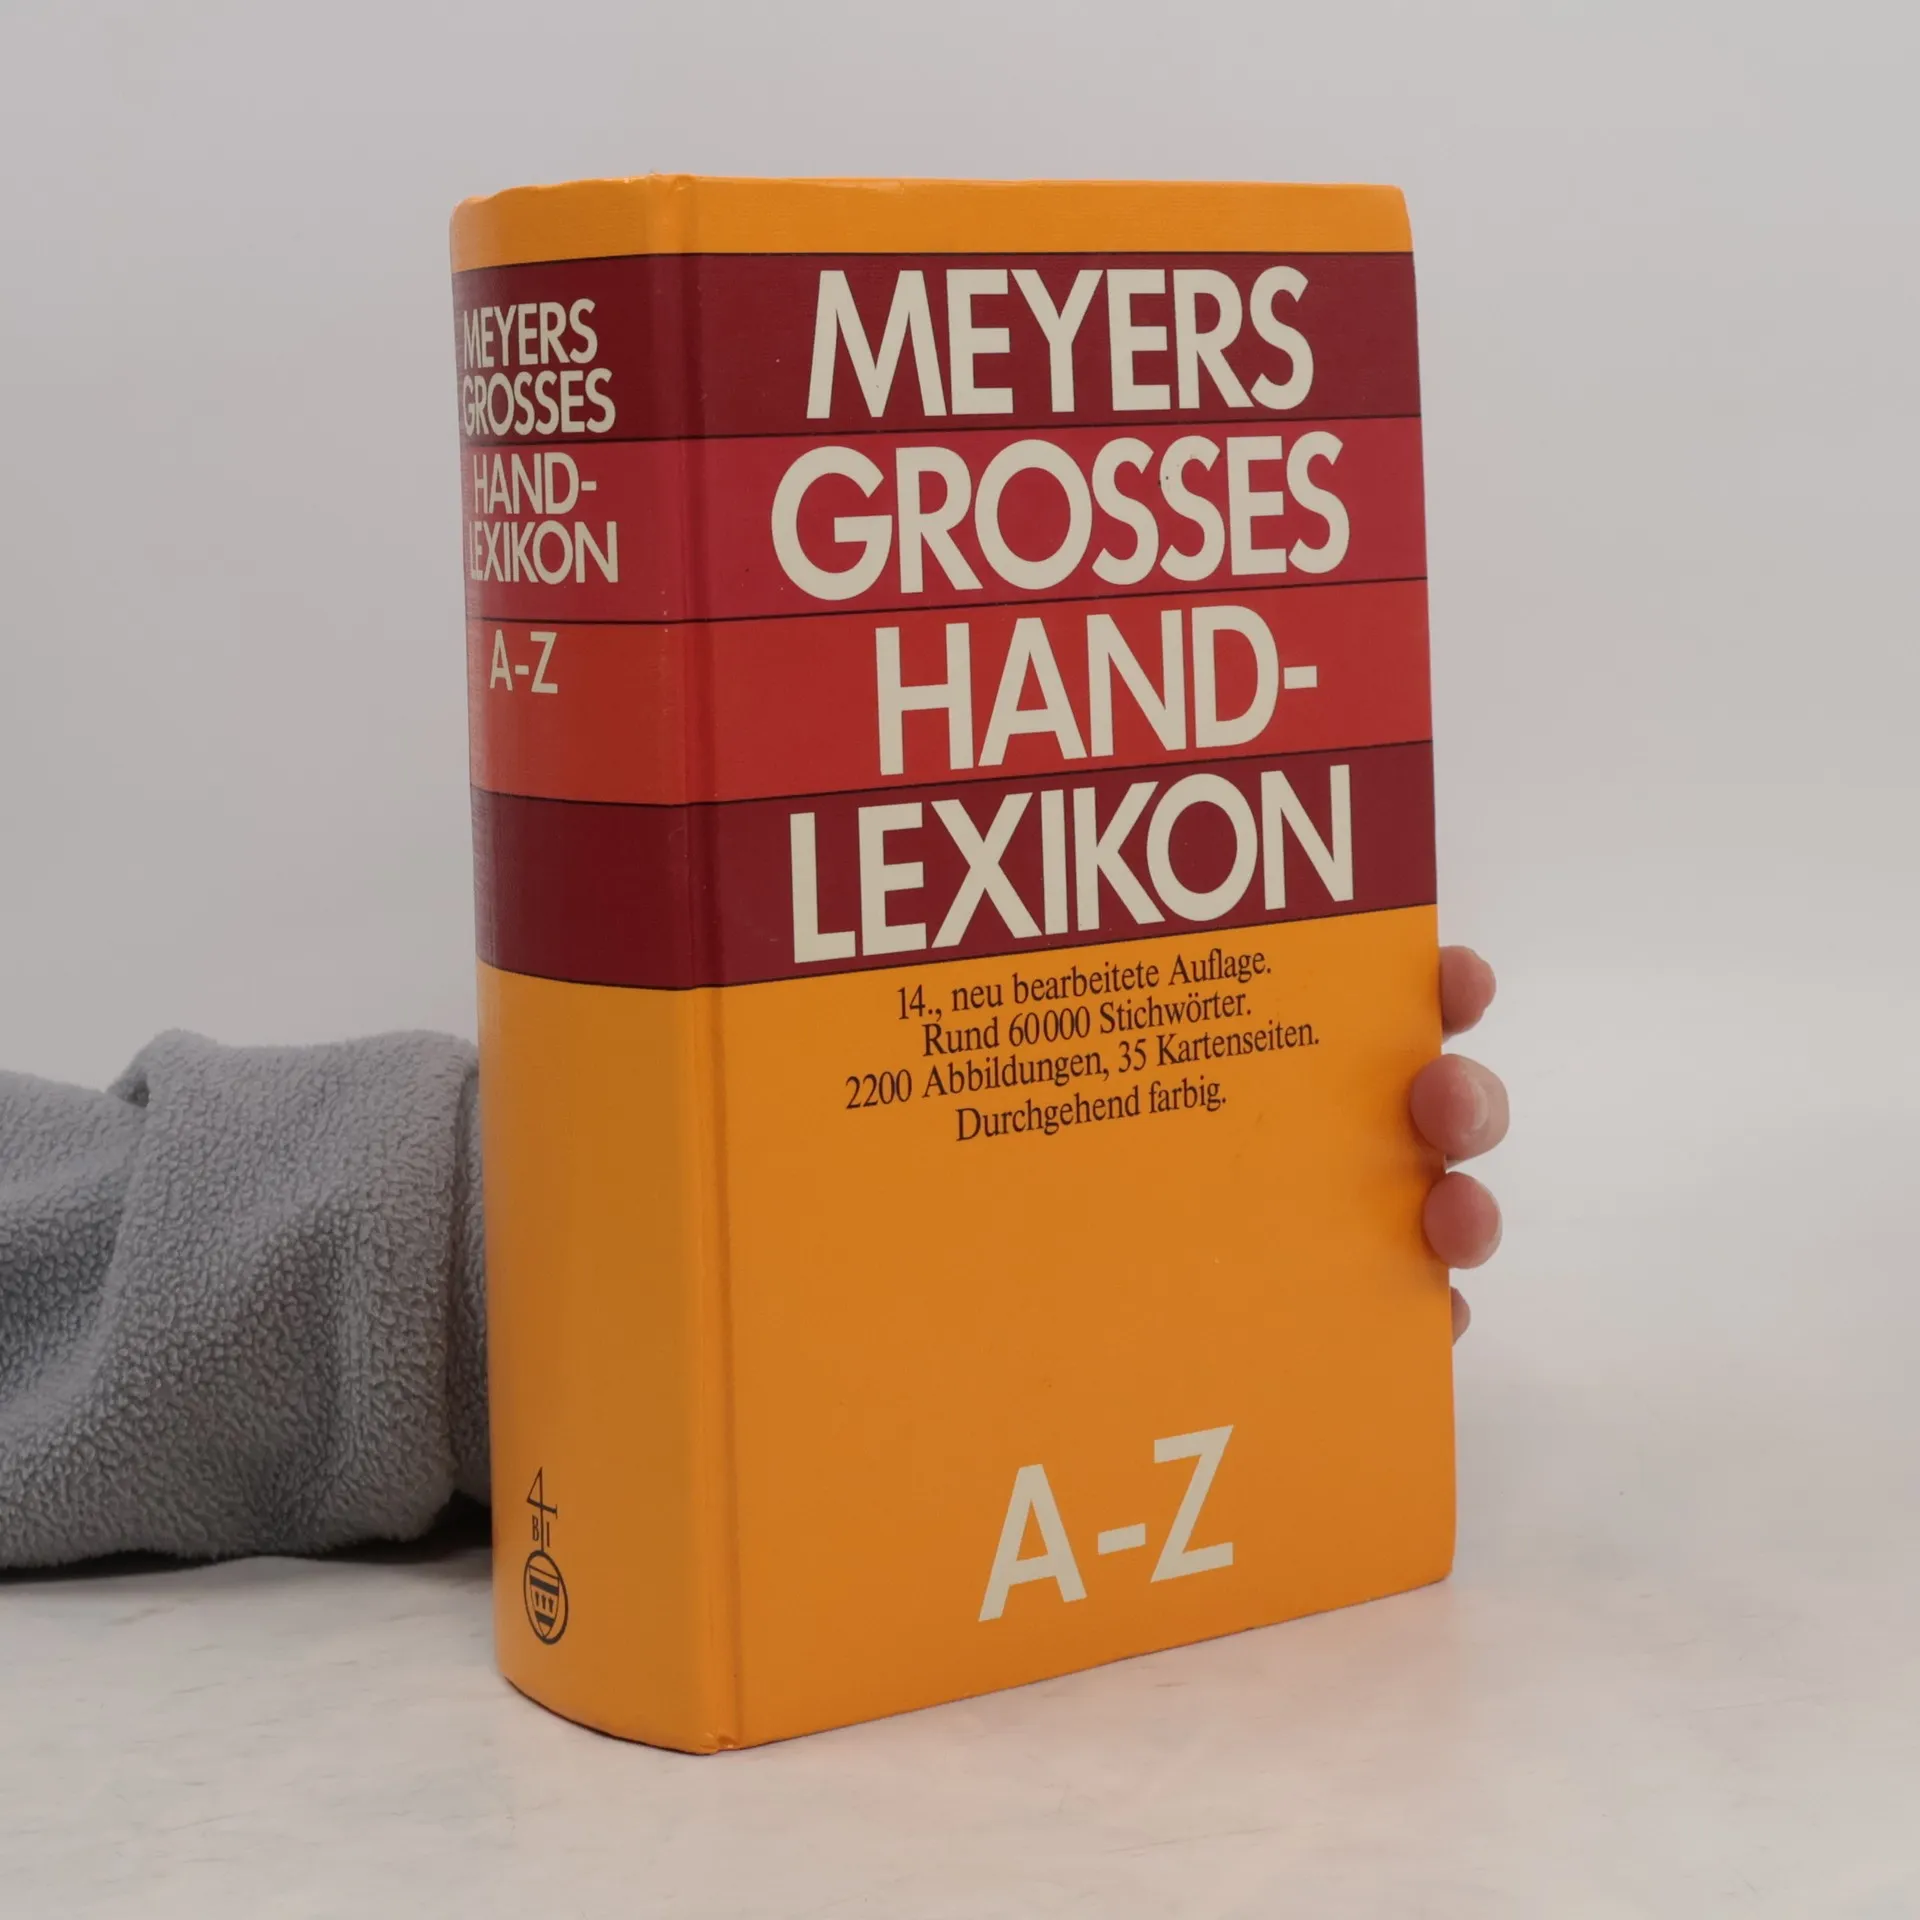 MEYERS
GROSSES
HAND-
LEXIKON
A-Z
B I
MEYERS
GROSSES
HAND-
LEXIKON
14., neu bearbeitete Auflage.
Rund 60000 Stichwörter.
2200 Abbildungen, 35 Kartenseiten.
Durchgehend farbig.
A-Z